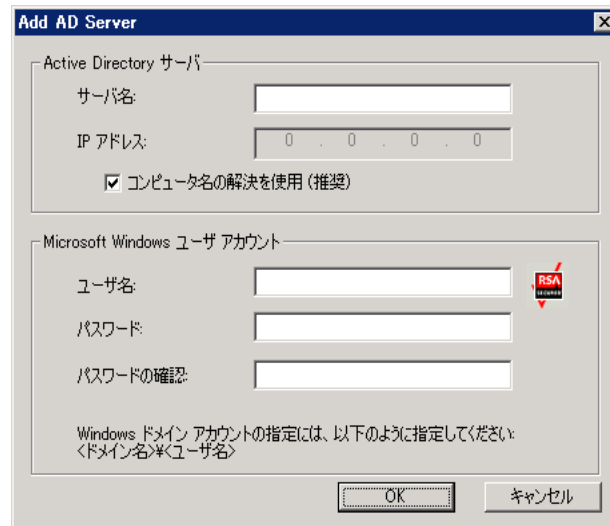 Add AD Server
Active Directory サーバ
サーバ名:
IP アドレス:
0 . 0 . 0 . 0
コンピュータ名の解決を使用 (推奨)
Microsoft Windows ユーザ アカウント
ユーザ名:
RSA
SECURED
パスワード:
パスワードの確認:
Windows ドメイン アカウントの指定には、以下のように指定してください:
<ドメイン名>¥<ユーザ名>
OK
キャンセル